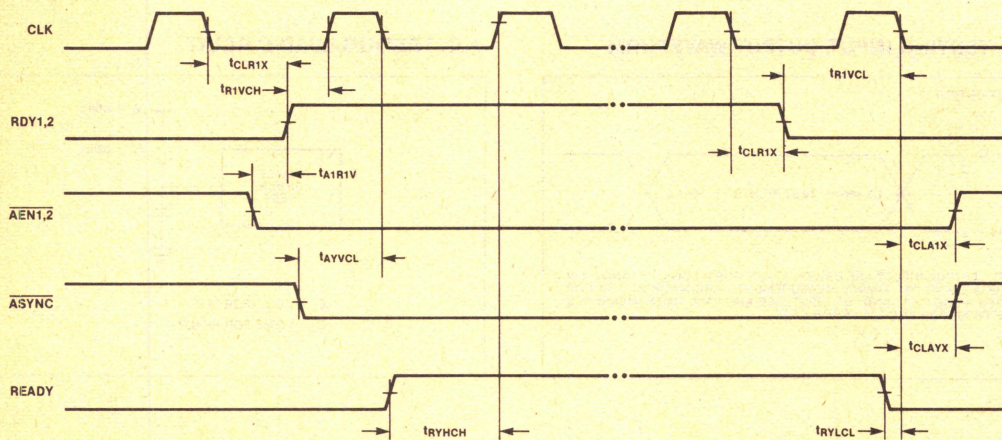 CLK
tCLR1X
tR1VCH
tR1VCL
RDY1,2
tCLR1X
tA1R1V
AEN1,2
tCLA1X
tAYVCL
ASYNC
tCLAYX
READY
tRYHCH
tRYLCL